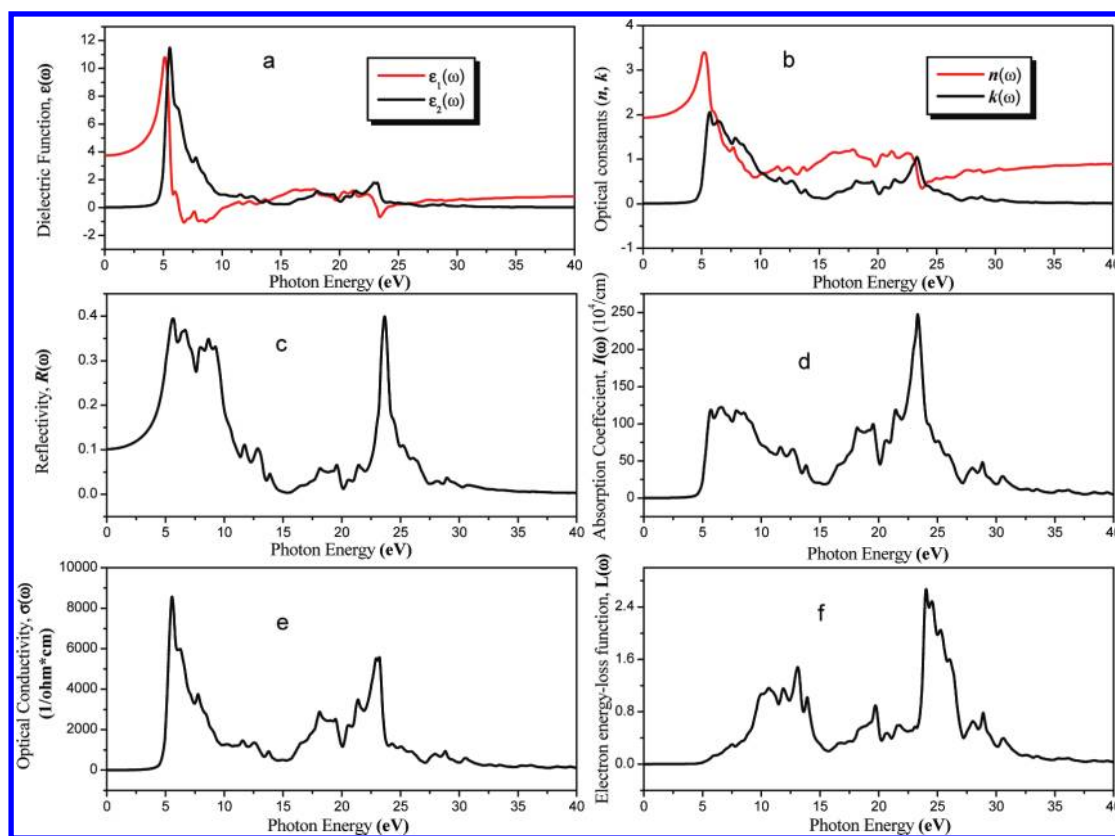 a
ε₁(ω)
ε₂(ω)
Dielectric Function, ε(ω)
12
10
8
6
4
2
0
-2
0 5 10 15 20 25 30 35 40
Photon Energy (eV)
b
n(ω)
k(ω)
Optical constants (n, k)
4
3
2
1
0
-1
0 5 10 15 20 25 30 35 40
Photon Energy (eV)
c
Reflectivity, R(ω)
0.4
0.3
0.2
0.1
0.0
0 5 10 15 20 25 30 35 40
Photon Energy (eV)
d
Absorption Coeffecient, I(ω) (10⁴/cm)
250
200
150
100
50
0
0 5 10 15 20 25 30 35 40
Photon Energy (eV)
e
Optical Conductivity, σ(ω)
(1/ohm*cm)
10000
8000
6000
4000
2000
0
0 5 10 15 20 25 30 35 40
Photon Energy (eV)
f
Electron energy-loss function, L(ω)
2.4
1.6
0.8
0.0
0 5 10 15 20 25 30 35 40
Photon Energy (eV)